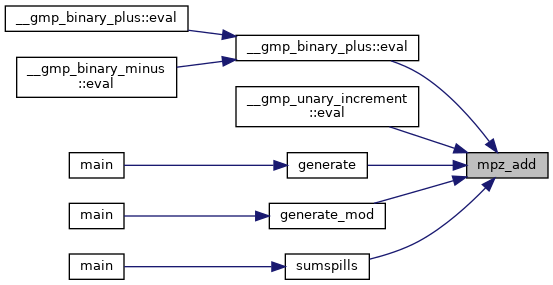 __gmp_binary_plus::eval
__gmp_binary_plus::eval
__gmp_binary_minus
::eval
__gmp_unary_increment
::eval
main
generate
mpz_add
main
generate_mod
main
sumspills